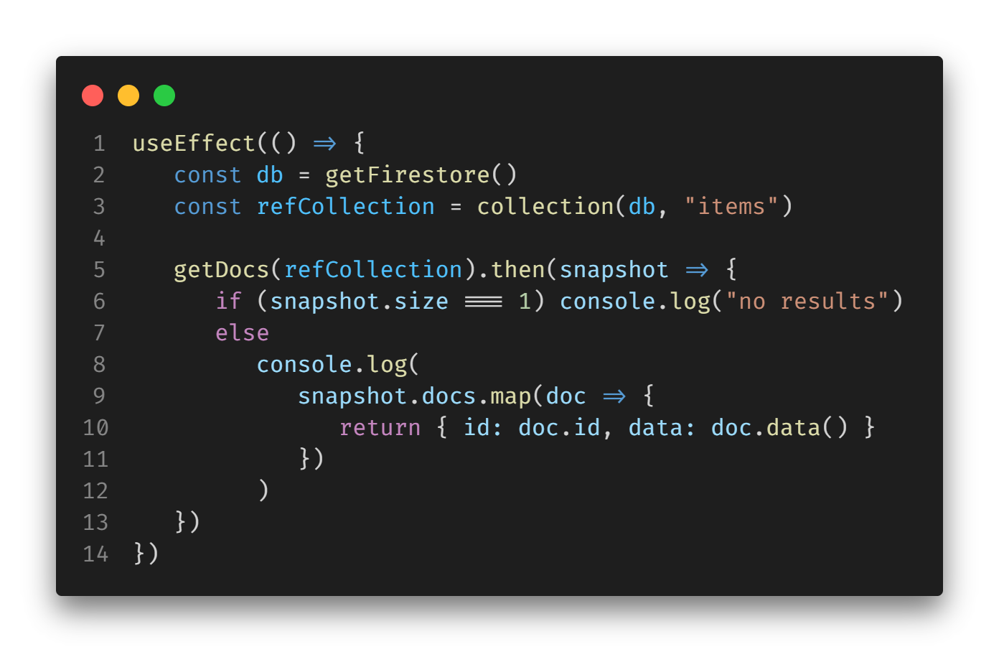 1 useEffect(() => {
2 const db = getFirestore()
3 const refCollection = collection(db, "items")
4
5 getDocs(refCollection).then(snapshot => {
6 if (snapshot.size === 1) console.log("no results")
7 else
8 console.log(
9 snapshot.docs.map(doc => {
10 return { id: doc.id, data: doc.data() }
11 })
12 )
13 })
14 })